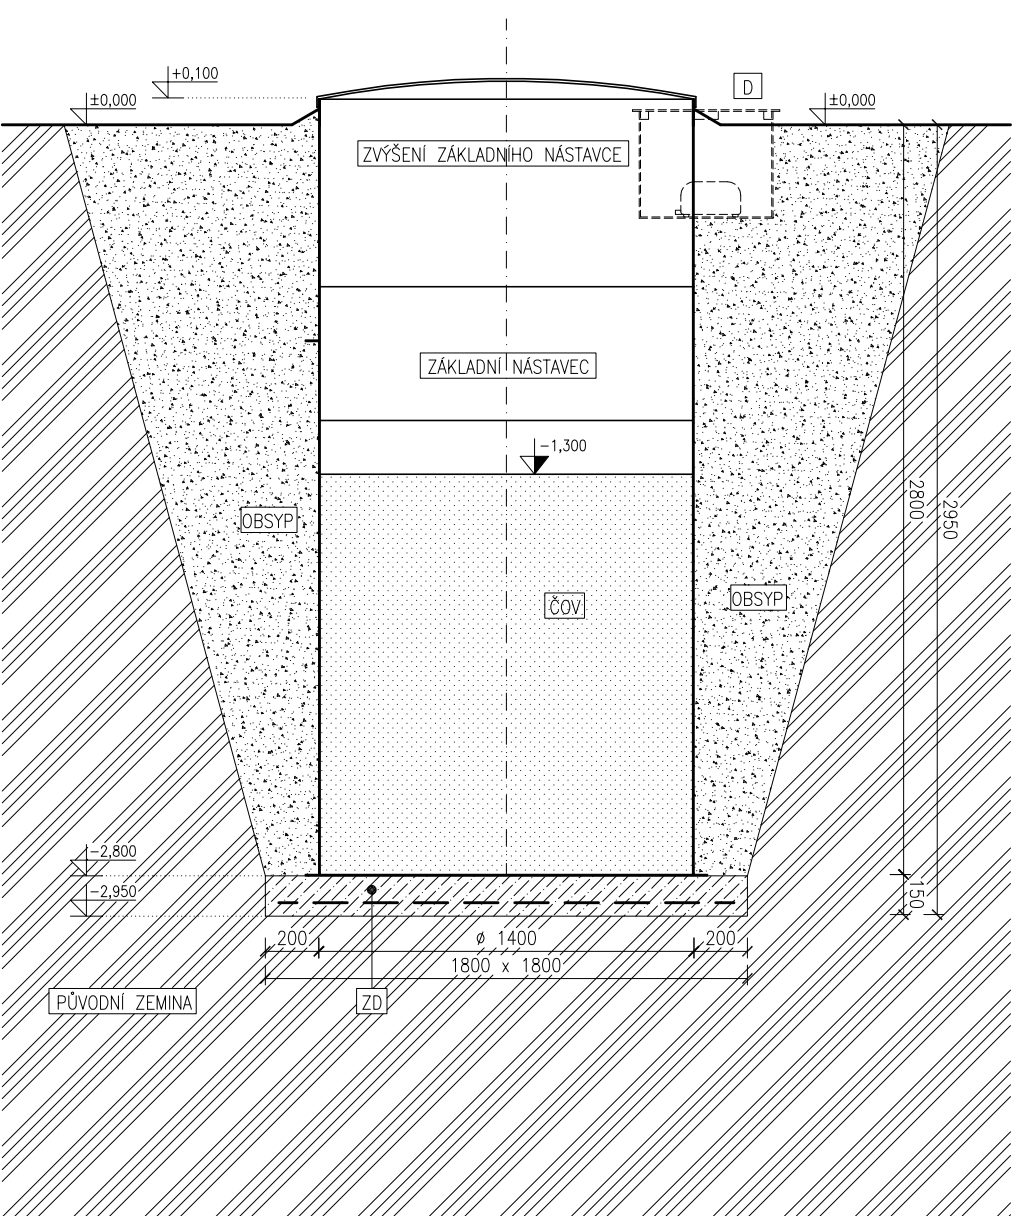 +0,100
D
±0,000
±0,000
ZVÝŠENÍ ZÁKLADNÍHO NÁSTAVCE
ZÁKLADNÍ NÁSTAVEC
-1,300
2800
2950
OBSYP
ČOV
OBSYP
-2,800
-2,950
150
200
ø 1400
200
1800 x 1800
PŮVODNÍ ZEMINA
ZD